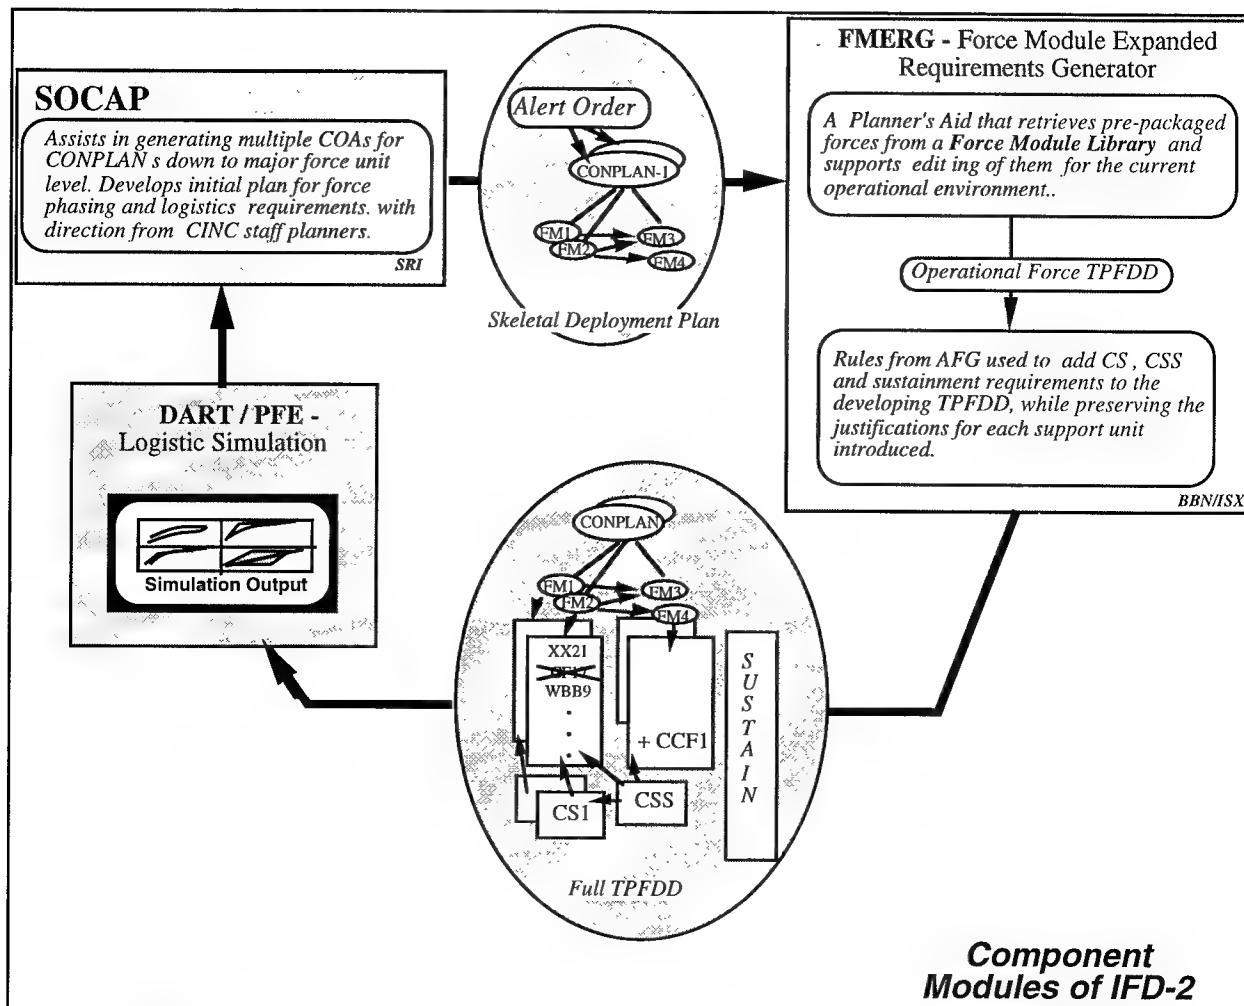 SOCAP
Assists in generating multiple COAs for
CONPLAN s down to major force unit
level. Develops initial plan for force
phasing and logistics requirements. with
direction from CINC staff planners.
SRI
Alert Order
CONPLAN-1
FM1
FM2
FM3
FM4
Skeletal Deployment Plan
FMERG - Force Module Expanded
Requirements Generator
A Planner's Aid that retrieves pre-packaged
forces from a Force Module Library and
supports edit ing of them for the current
operational environment..
Operational Force TPFDD
Rules from AFG used to add CS , CSS
and sustainment requirements to the
developing TPFDD, while preserving the
justifications for each support unit
introduced.
BBN/ISX
DART / PFE -
Logistic Simulation
Simulation Output
CONPLAN
FM1
FM2
FM3
FM4
XX21
WBB9
+ CCF1
CS1
CSS
SUSTAIN
Full TPFDD
Component
Modules of IFD-2